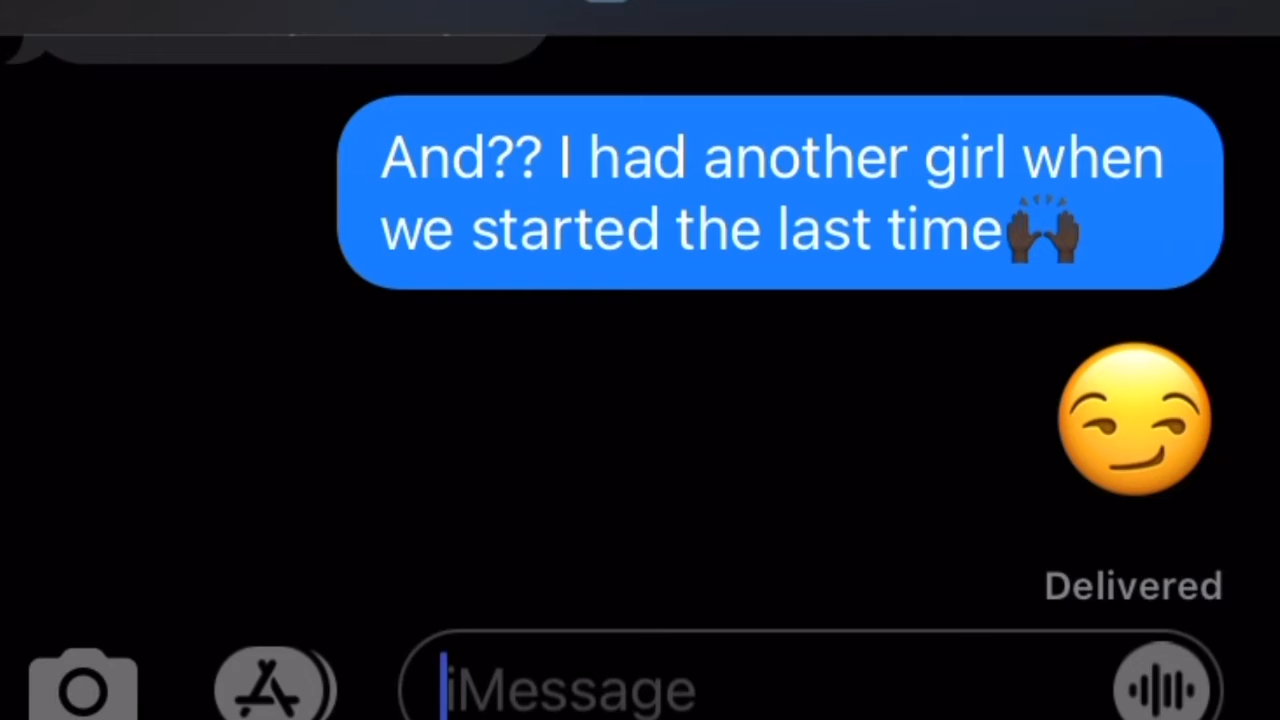 And?? I had another girl when
we started the last time🙌🏿
😏
Delivered
iMessage